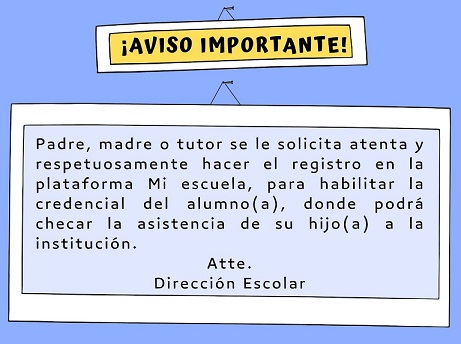 ¡AVISO IMPORTANTE!
Padre, madre o tutor se le solicita atenta y
respetuosamente hacer el registro en la
plataforma Mi escuela, para habilitar la
credencial del alumno(a), donde podrá
checar la asistencia de su hijo(a) a la
institución.
Atte.
Dirección Escolar